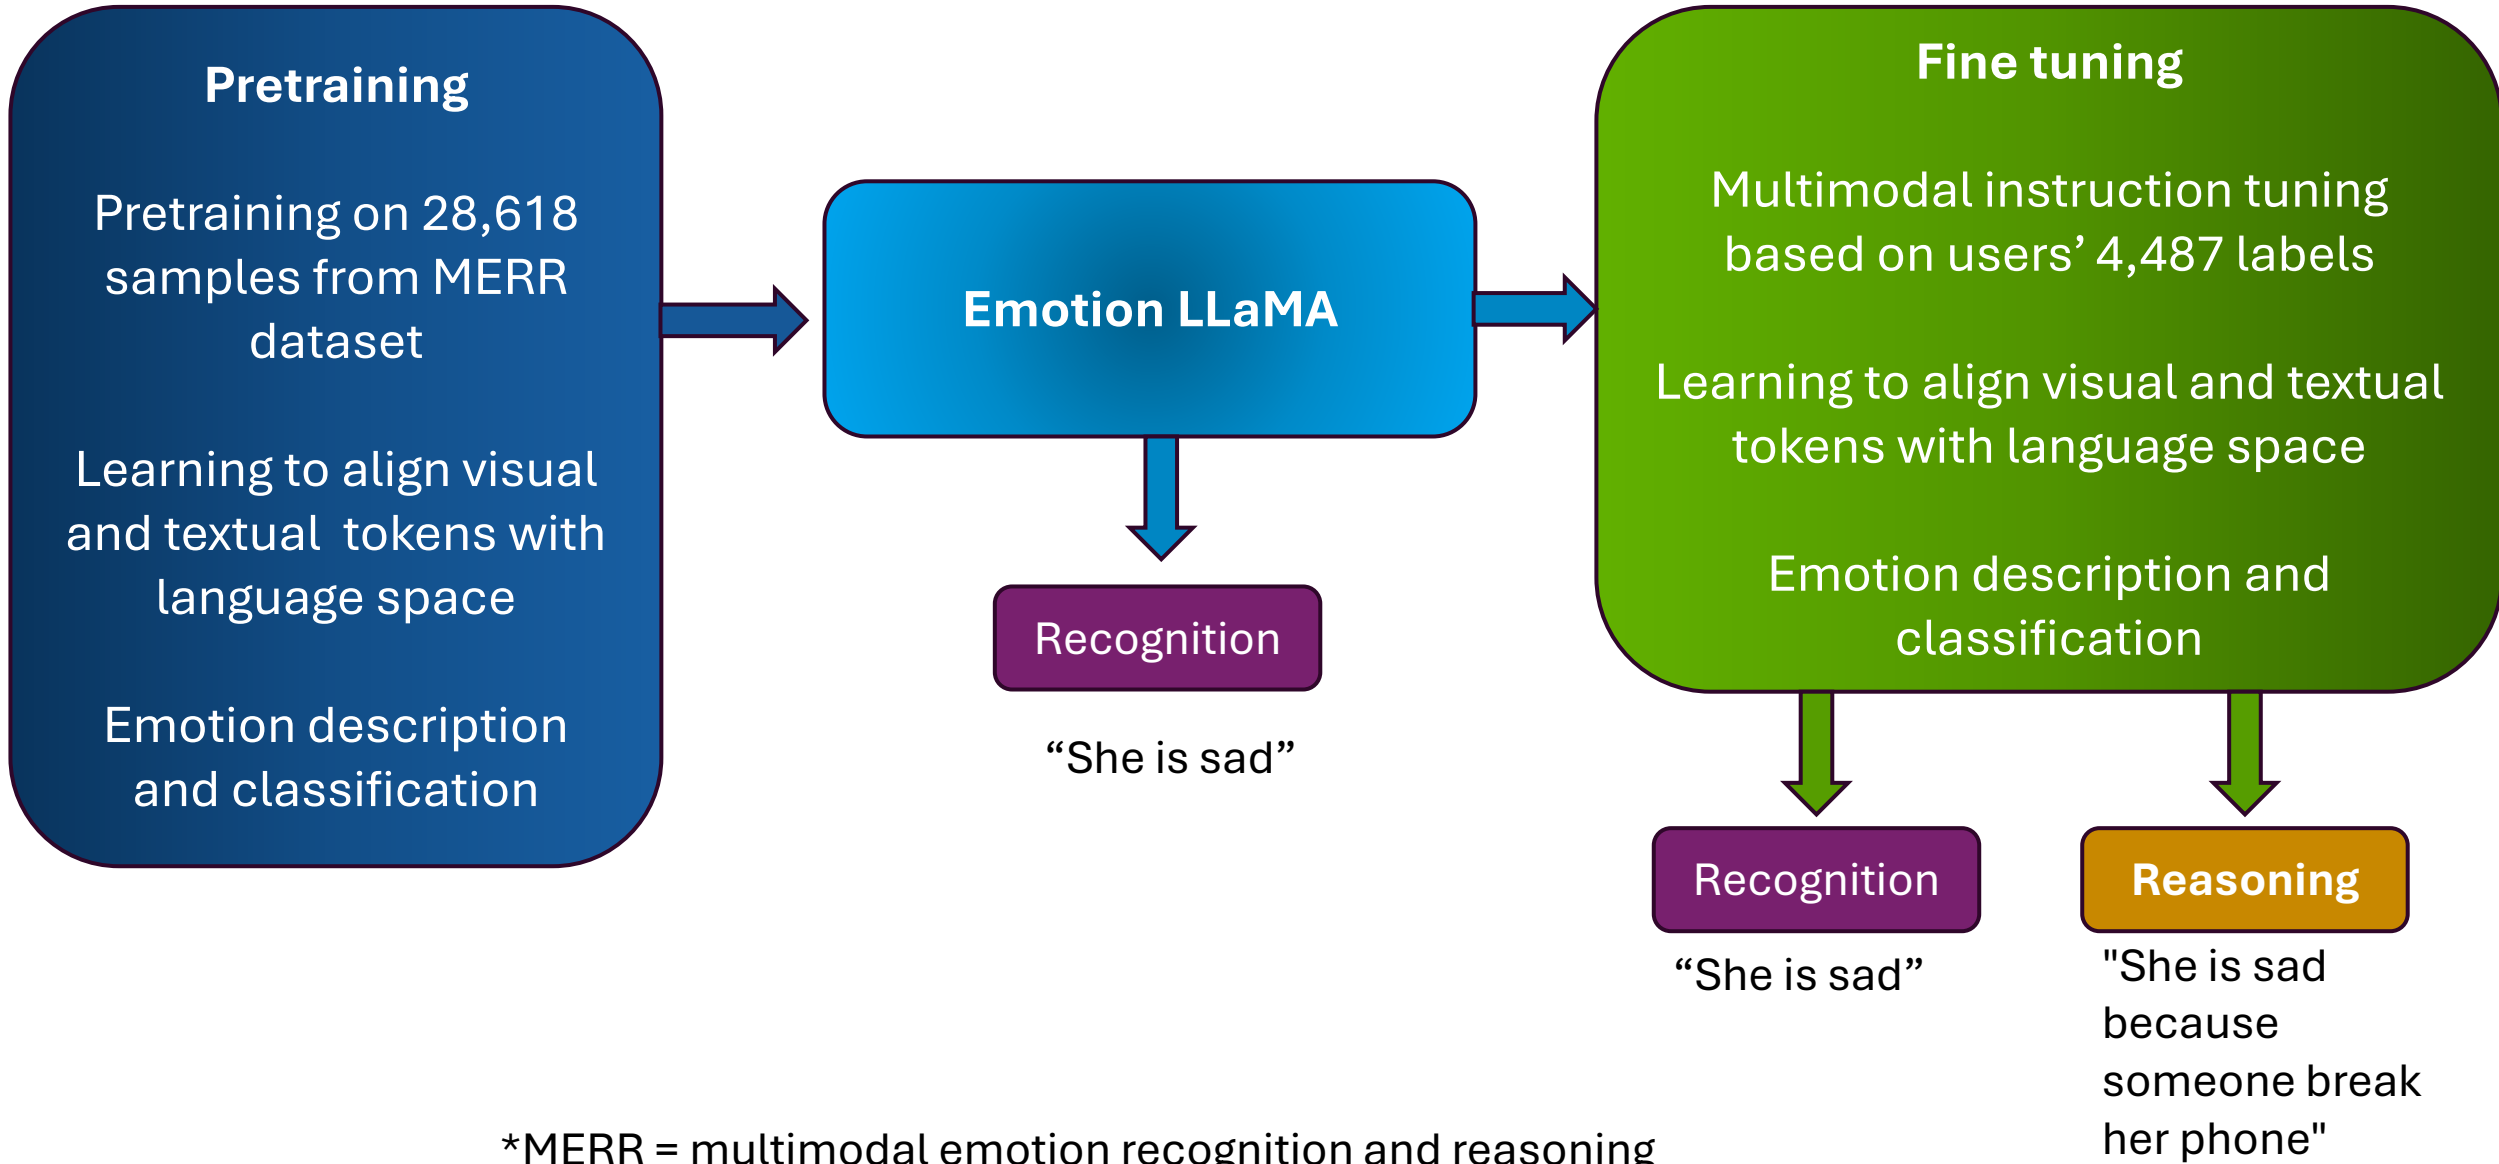 Pretraining
Pretraining on 28,618
samples from MERR
dataset
Learning to align visual
and textual  tokens with
language space
Emotion description
and classification
Emotion LLaMA
Recognition
“She is sad”
Fine tuning
Multimodal instruction tuning
based on users’ 4,487 labels
Learning to align visual and textual
tokens with language space
Emotion description and
classification
Recognition
“She is sad”
Reasoning
"She is sad
because
someone break
her phone"
*MERR = multimodal emotion recognition and reasoning